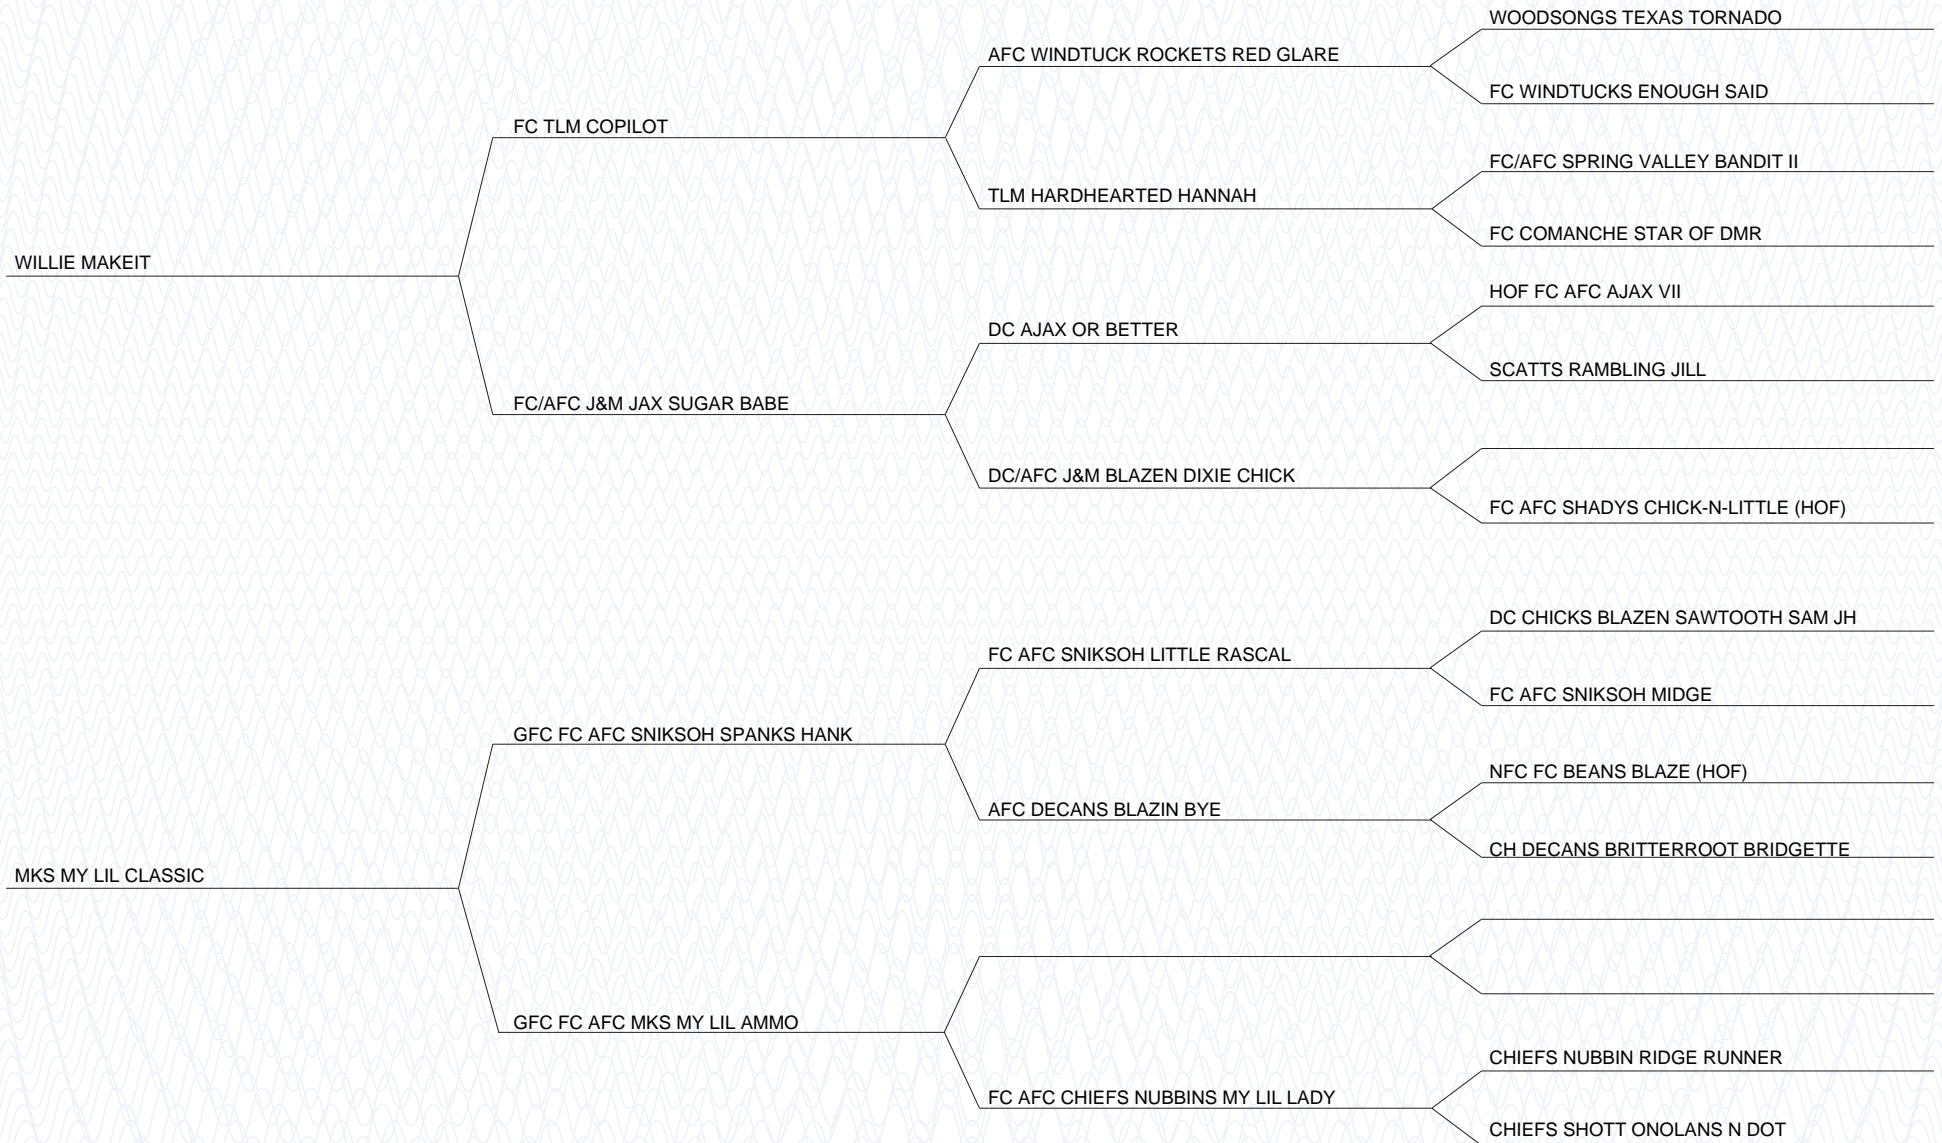 WOODSONGS TEXAS TORNADO
AFC WINDTUCK ROCKETS RED GLARE
FC WINDTUCKS ENOUGH SAID
FC TLM COPILOT
FC/AFC SPRING VALLEY BANDIT II
TLM HARDHEARTED HANNAH
FC COMANCHE STAR OF DMR
WILLIE MAKEIT
HOF FC AFC AJAX VII
DC AJAX OR BETTER
SCATTS RAMBLING JILL
FC/AFC J&M JAX SUGAR BABE
DC/AFC J&M BLAZEN DIXIE CHICK
FC AFC SHADYS CHICK-N-LITTLE (HOF)
DC CHICKS BLAZEN SAWTOOTH SAM JH
FC AFC SNIKSOH LITTLE RASCAL
FC AFC SNIKSOH MIDGE
GFC FC AFC SNIKSOH SPANKS HANK
NFC FC BEANS BLAZE (HOF)
AFC DECANS BLAZIN BYE
CH DECANS BRITTERROOT BRIDGETTE
MKS MY LIL CLASSIC
GFC FC AFC MKS MY LIL AMMO
CHIEFS NUBBIN RIDGE RUNNER
FC AFC CHIEFS NUBBINS MY LIL LADY
CHIEFS SHOTT ONOLANS N DOT